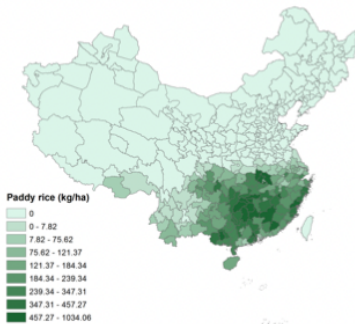 Paddy rice (kg/ha)
0
0 - 7.82
7.82 - 75.62
75.62 - 121.37
121.37 - 184.34
184.34 - 239.34
239.34 - 347.31
347.31 - 457.27
457.27 - 1034.06